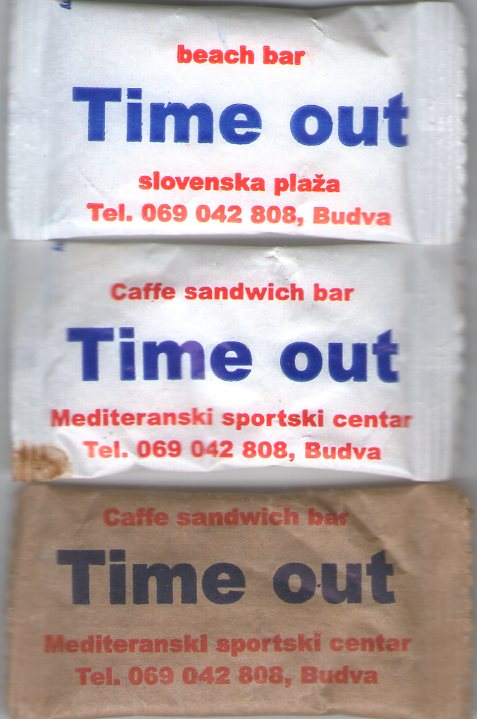 beach bar
Time out
slovenska plaža
Tel. 069 042 808, Budva
Caffe sandwich bar
Time out
Mediteranski sportski centar
Tel. 069 042 808, Budva
Caffe sandwich bar
Time out
Mediteranski sportski centar
Tel. 069 042 808, Budva